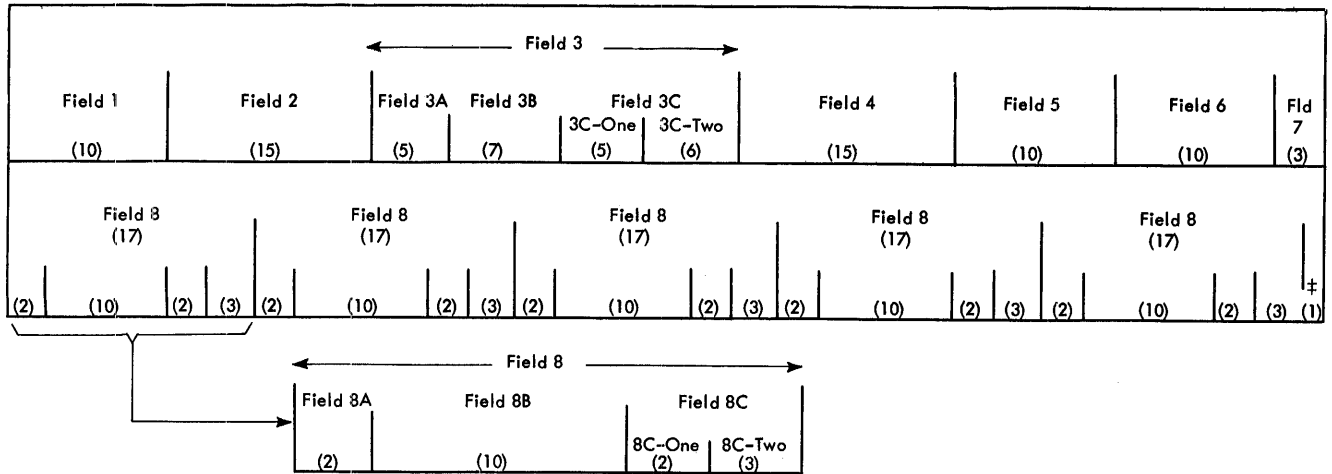 Field 3
Field 1 Field 2 Field 3A Field 3B Field 3C Field 4 Field 5 Field 6 Fld
7
3C-One 3C-Two
(10) (15) (5) (7) (5) (6) (15) (10) (10) (3)
Field 8 Field 8 Field 8 Field 8 Field 8
(17) (17) (17) (17) (17)
‡
(2) (10) (2) (3) (2) (10) (2) (3) (2) (10) (2) (3) (2) (10) (2) (3) (2) (10) (2) (3) (1)
Field 8
Field 8A Field 8B Field 8C
8C-One 8C-Two
(2) (10) (2) (3)